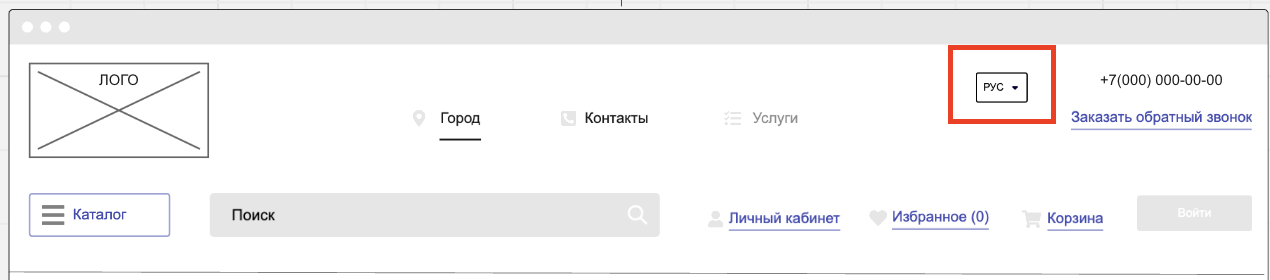 ЛОГО
Город
Контакты
Услуги
РУС
+7(000) 000-00-00
Заказать обратный звонок
Каталог
Поиск
Личный кабинет
Избранное (0)
Корзина
Войти